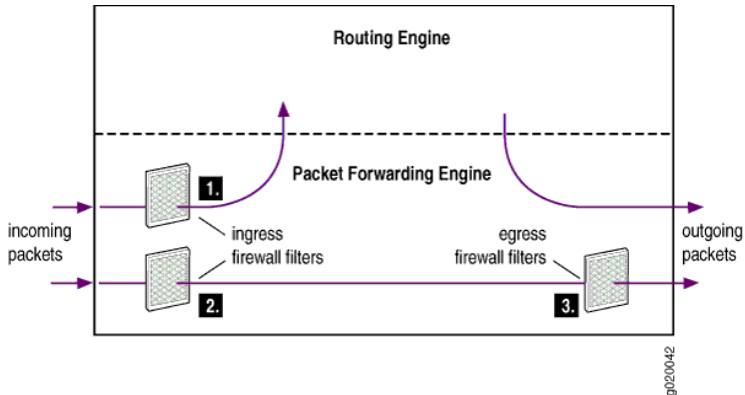 Routing Engine
Packet Forwarding Engine
1.
incoming
packets
ingress
firewall filters
egress
firewall filters
outgoing
packets
2.
3.
g020042